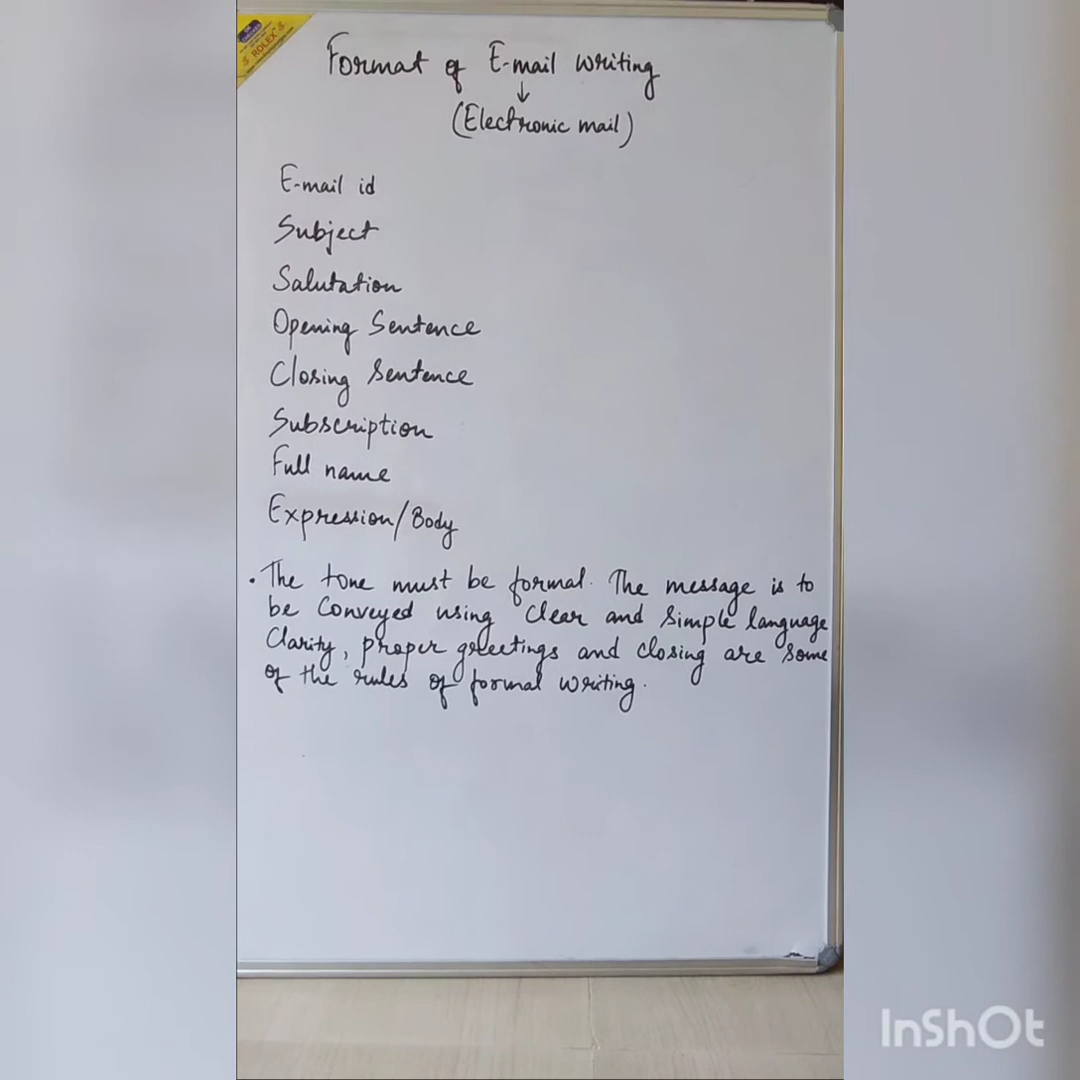 ROLEX
Format of E-mail writing
↓
(Electronic mail)
E-mail id
Subject
Salutation
Opening Sentence
Closing Sentence
Subscription
Full name
Expression/Body
• The tone must be formal. The message is to
be conveyed using clear and simple language
Clarity, proper greetings and closing are some
of the rules of formal writing.
InShOt